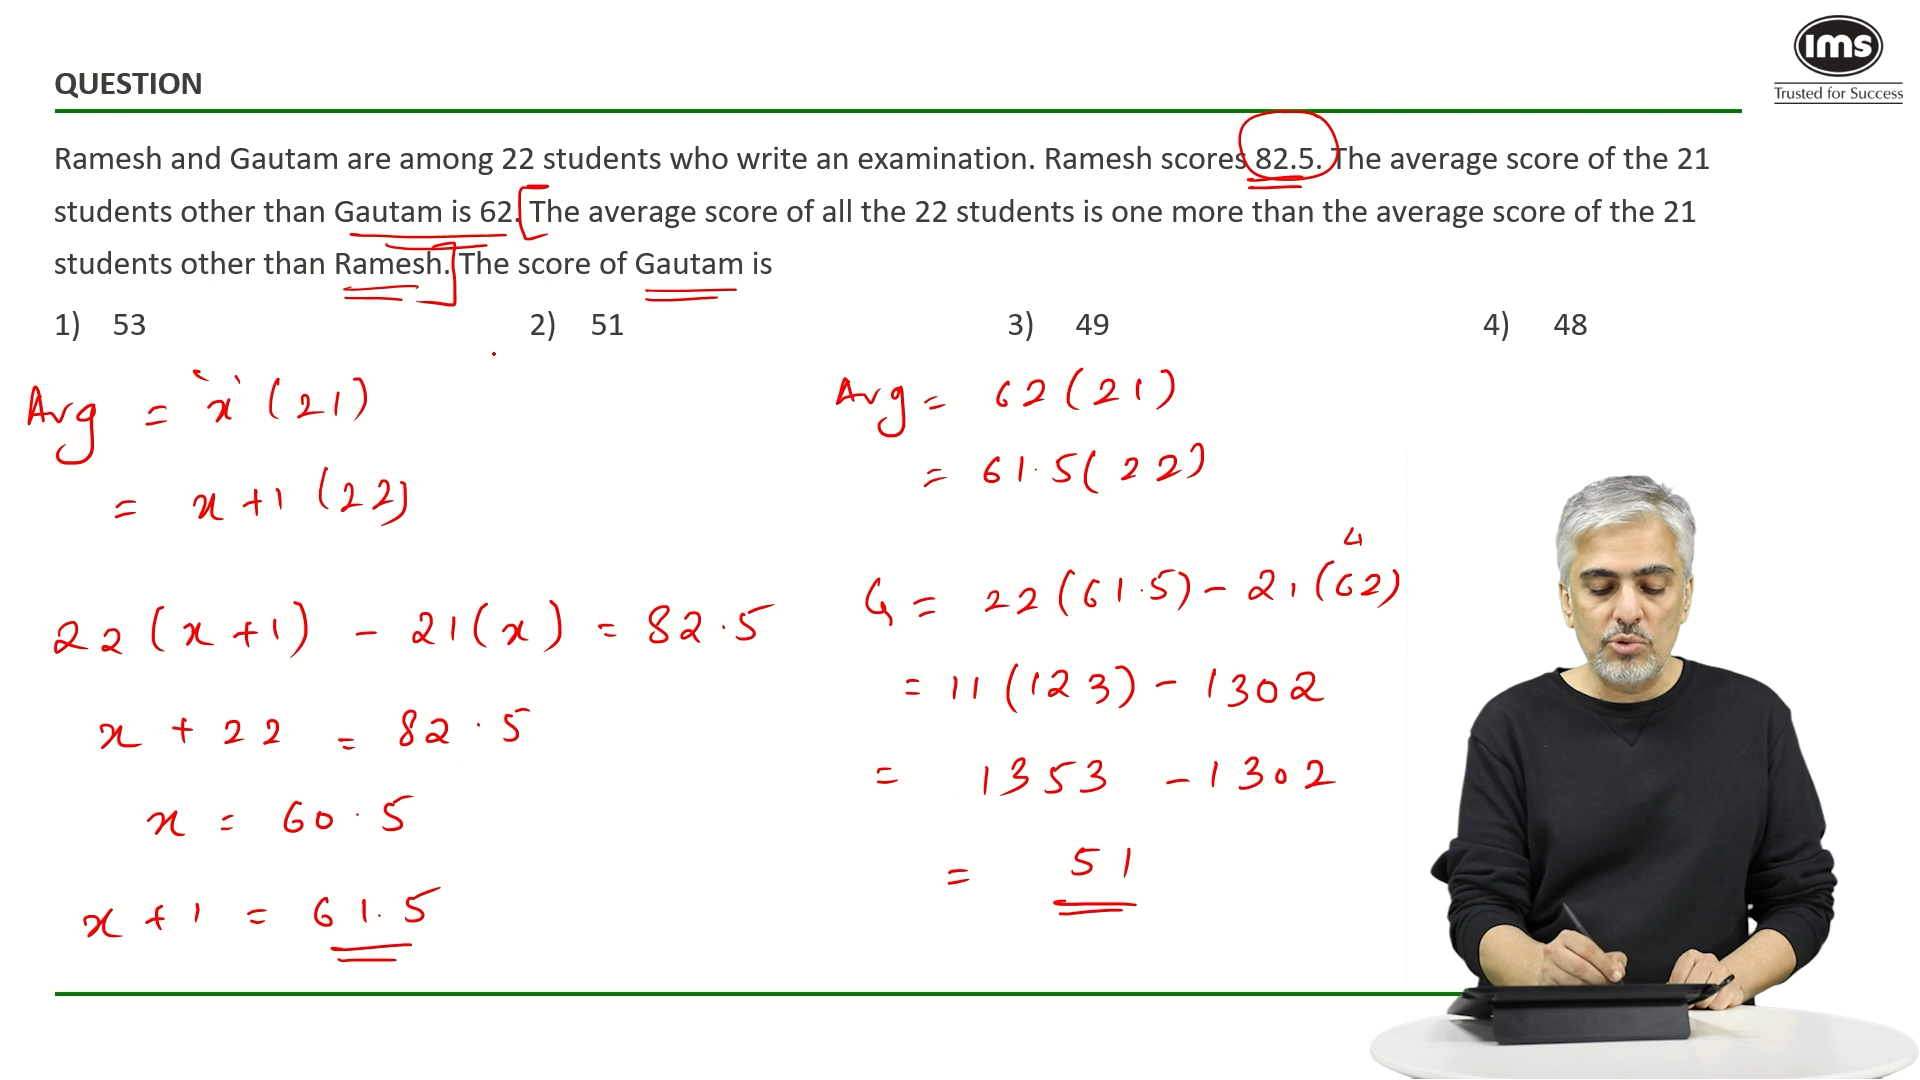 ims
Trusted for Success
QUESTION
Ramesh and Gautam are among 22 students who write an examination. Ramesh scores 82.5. The average score of the 21
students other than Gautam is 62. The average score of all the 22 students is one more than the average score of the 21
students other than Ramesh. The score of Gautam is
1) 53 2) 51 3) 49 4) 48
Avg = x (21)
= x+1 (22)
22(x+1) - 21(x) = 82.5
x + 22 = 82.5
x = 60.5
x + 1 = 61.5
Avg = 62(21)
= 61.5(22)
4
G = 22(61.5) - 21(62)
= 11(123) - 1302
= 1353 - 1302
= 51